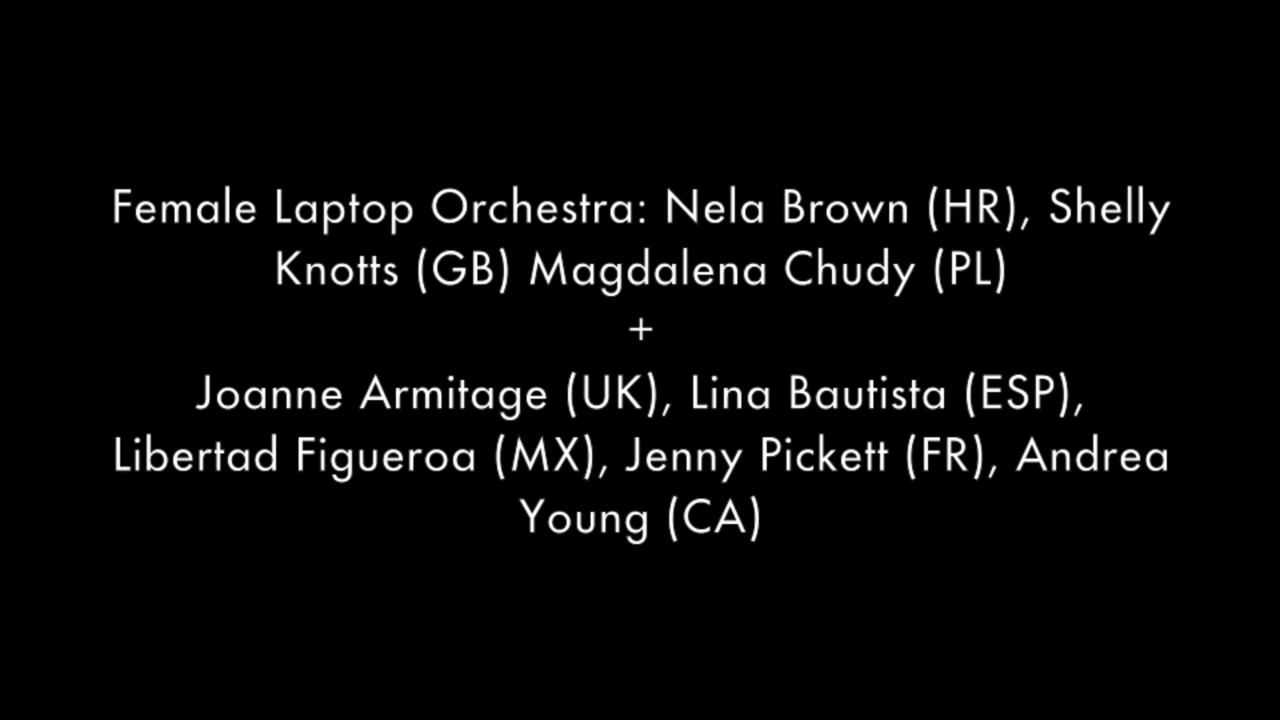 Female Laptop Orchestra: Nela Brown (HR), Shelly
Knotts (GB) Magdalena Chudy (PL)
+
Joanne Armitage (UK), Lina Bautista (ESP),
Libertad Figueroa (MX), Jenny Pickett (FR), Andrea
Young (CA)